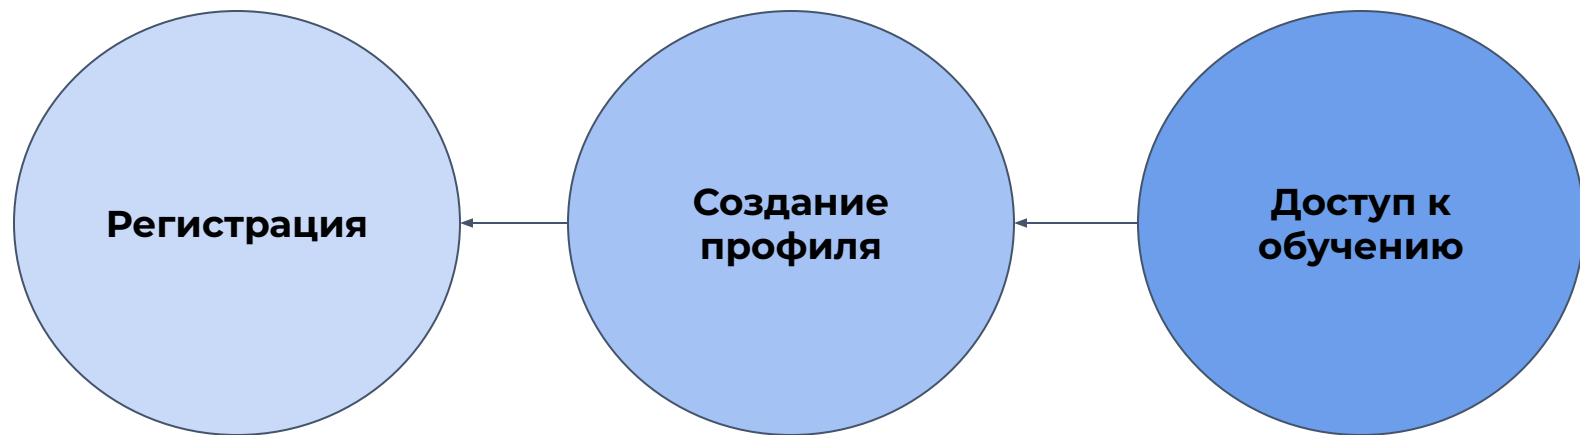 Регистрация
Создание
профиля
Доступ к
обучению